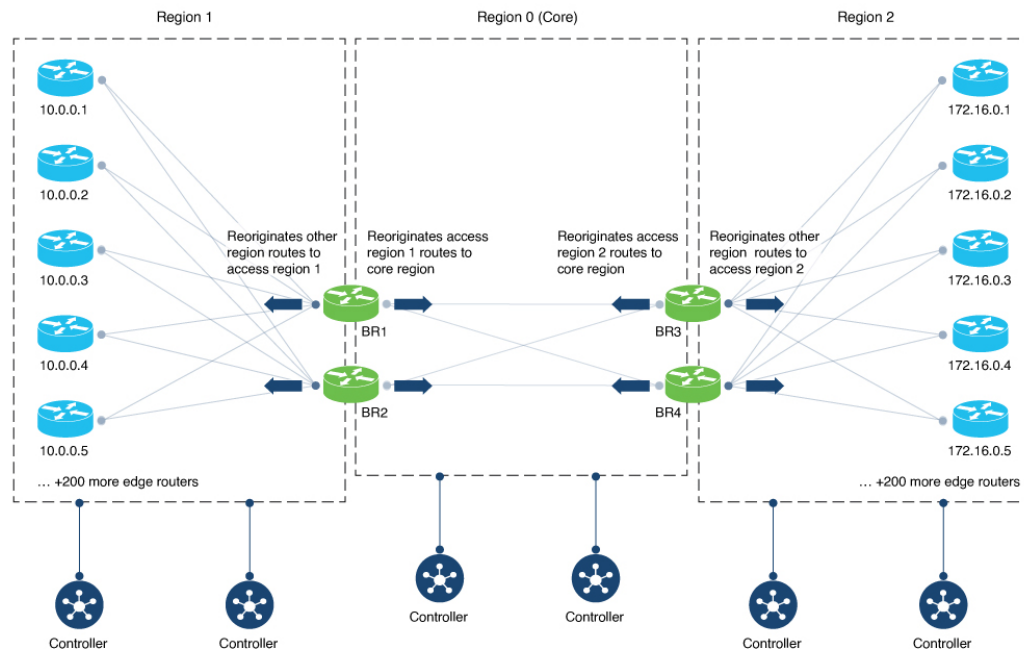 Region 1
Region 0 (Core)
Region 2
10.0.0.1
10.0.0.2
10.0.0.3
10.0.0.4
10.0.0.5
… +200 more edge routers
Reoriginates other
region routes to
access region 1
Reoriginates access
region 1 routes to
core region
BR1
BR2
Reoriginates access
region 2 routes to
core region
Reoriginates other
region routes to
access region 2
BR3
BR4
172.16.0.1
172.16.0.2
172.16.0.3
172.16.0.4
172.16.0.5
… +200 more edge routers
Controller
Controller
Controller
Controller
Controller
Controller